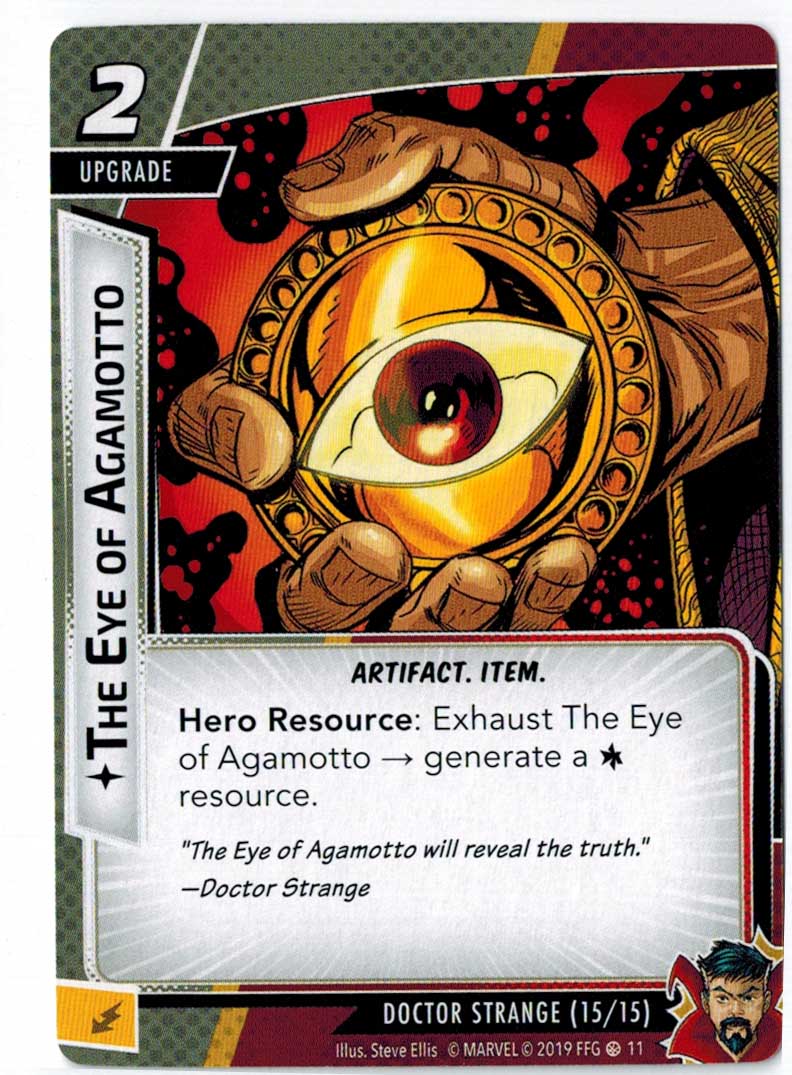 2
UPGRADE
THE EYE OF AGAMOTTO
ARTIFACT. ITEM.
Hero Resource: Exhaust The Eye
of Agamotto → generate a
resource.
"The Eye of Agamotto will reveal the truth."
—Doctor Strange
DOCTOR STRANGE (15/15)
Illus. Steve Ellis © MARVEL © 2019 FFG 11